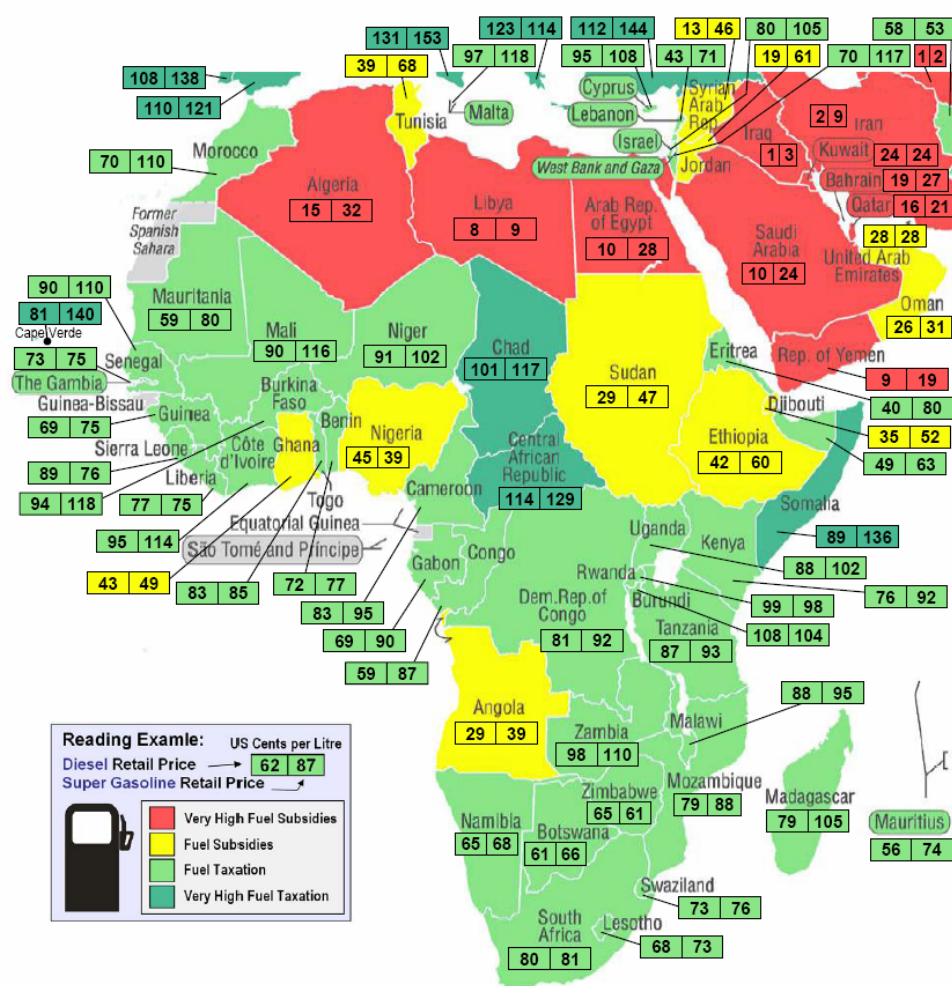 123 114
112 144
13 46
80 105
58 53
131 153
97 118
95 108
43 71
19 61
70 117
1 2
39 68
108 138
110 121
Cyprus
Syrian
Arab
Rep.
Malta
Lebanon
2 9
Iran
Tunisia
Israel
Iraq
Kuwait
24 24
Morocco
70 110
West Bank and Gaza
Jordan
1 3
Bahrain
19 27
Algeria
15 32
Libya
8 9
Arab Rep.
of Egypt
10 28
Qatar
16 21
Former
Spanish
Sahara
Saudi
Arabia
10 24
28 28
United Arab
Emirates
90 110
81 140
Cape Verde
73 75
Mauritania
59 80
Oman
26 31
Mali
90 116
Niger
91 102
Chad
101 117
Sudan
29 47
Eritrea
Rep. of Yemen
9 19
Senegal
The Gambia
Guinea-Bissau
Burkina
Faso
Djibouti
40 80
69 75
Guinea
Benin
Nigeria
45 39
35 52
Sierra Leone
Côte
d'Ivoire
Ghana
Central
African
Republic
114 129
Ethiopia
42 60
49 63
89 76
Liberia
Togo
Cameroon
Somalia
94 118
77 75
Equatorial Guinea
Uganda
Kenya
89 136
95 114
São Tomé and Príncipe
Gabon
Congo
88 102
43 49
83 85
72 77
Rwanda
Burundi
76 92
83 95
Dem.Rep.of
Congo
81 92
99 98
69 90
Tanzania
87 93
108 104
59 87
Angola
29 39
88 95
Malawi
Zambia
98 110
Reading Examle:
US Cents per Litre
Diesel Retail Price
62 87
Super Gasoline Retail Price
Very High Fuel Subsidies
Fuel Subsidies
Fuel Taxation
Very High Fuel Taxation
Zimbabwe
65 61
Mozambique
79 88
Madagascar
79 105
Mauritius
56 74
Namibia
65 68
Botswana
61 66
Swaziland
73 76
South
Africa
80 81
Lesotho
68 73